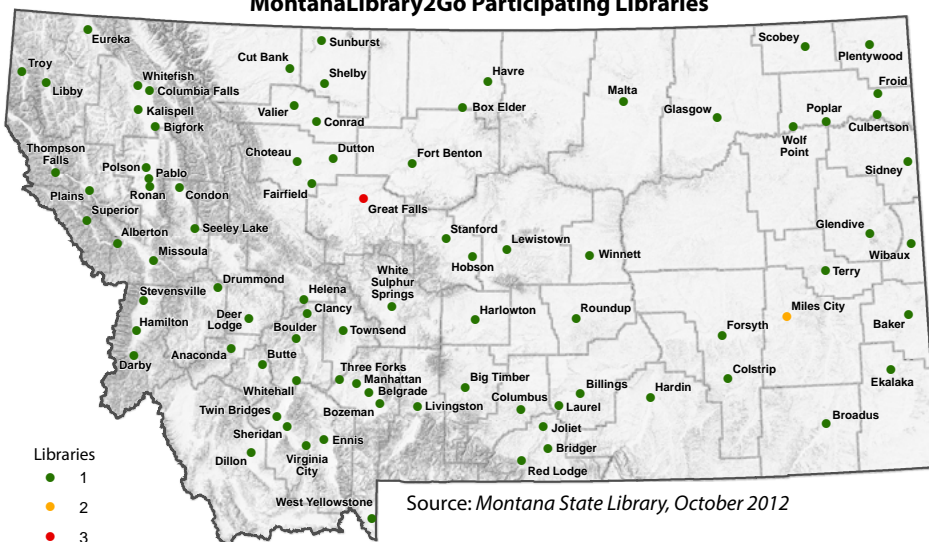 MontanaLibrary2Go Participating Libraries
Eureka
Sunburst
Scobey
Plentywood
Troy
Cut Bank
Shelby
Havre
Libby
Whitefish
Columbia Falls
Malta
Froid
Kalispell
Valier
Box Elder
Glasgow
Poplar
Bigfork
Conrad
Culbertson
Wolf
Point
Thompson
Falls
Choteau
Dutton
Fort Benton
Polson
Pablo
Sidney
Plains
Ronan
Condon
Fairfield
Great Falls
Superior
Alberton
Seeley Lake
Stanford
Lewistown
Glendive
Missoula
Hobson
Winnett
Wibaux
White
Sulphur
Springs
Terry
Drummond
Stevensville
Helena
Clancy
Harlowton
Roundup
Miles City
Hamilton
Deer
Lodge
Boulder
Townsend
Forsyth
Baker
Darby
Anaconda
Butte
Three Forks
Manhattan
Belgrade
Big Timber
Billings
Hardin
Colstrip
Ekalaka
Whitehall
Columbus
Laurel
Twin Bridges
Bozeman
Livingston
Broadus
Sheridan
Ennis
Joliet
Dillon
Virginia
City
Bridger
Red Lodge
West Yellowstone
Libraries
1
2
3
Source: Montana State Library, October 2012